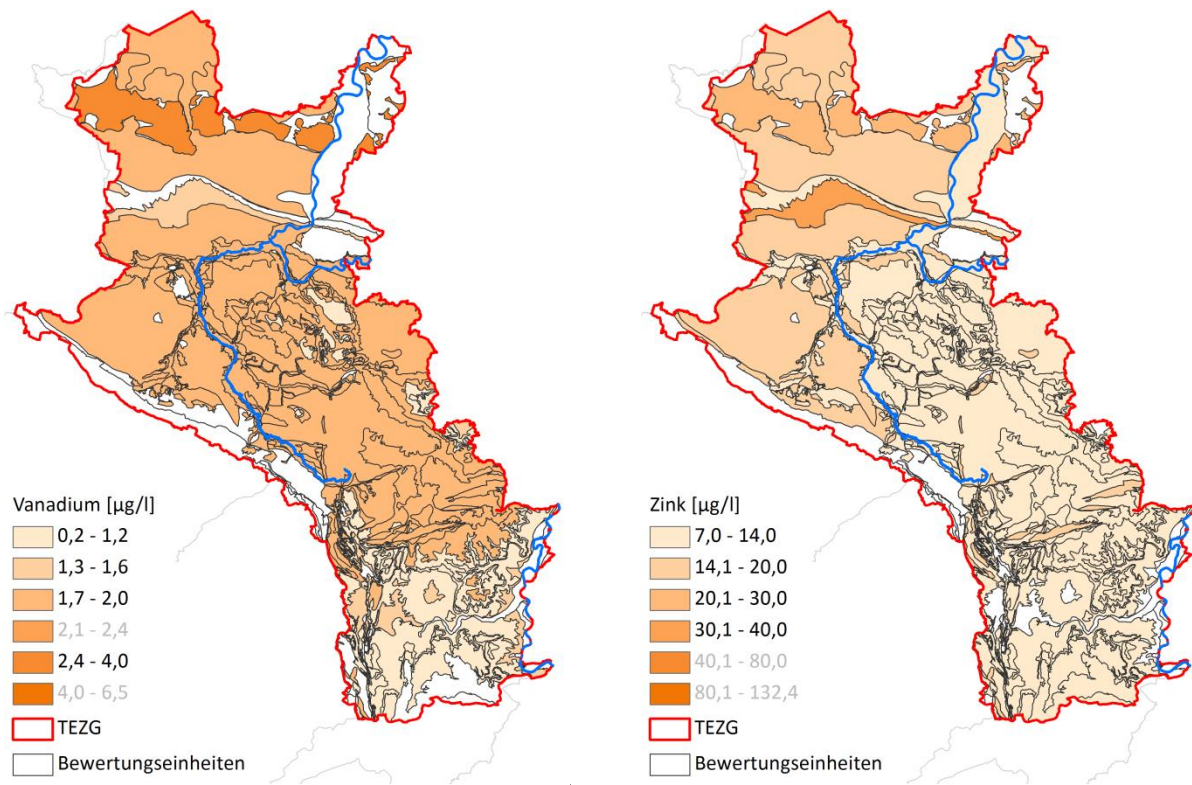 Vanadium [µg/l]
0,2 - 1,2
1,3 - 1,6
1,7 - 2,0
2,1 - 2,4
2,4 - 4,0
4,0 - 6,5
TEZG
Bewertungseinheiten
Zink [µg/l]
7,0 - 14,0
14,1 - 20,0
20,1 - 30,0
30,1 - 40,0
40,1 - 80,0
80,1 - 132,4
TEZG
Bewertungseinheiten